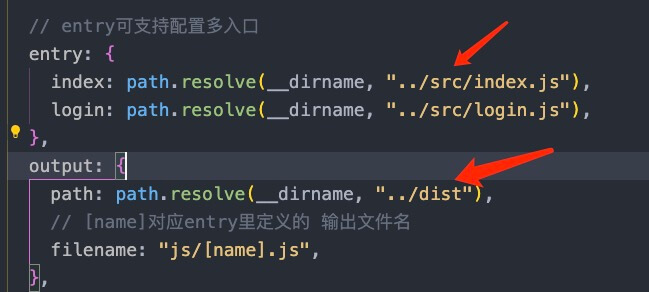 // entry可支持配置多入口
entry: {
index: path.resolve(__dirname, "../src/index.js"),
login: path.resolve(__dirname, "../src/login.js"),
},
output: {
path: path.resolve(__dirname, "../dist"),
// [name]对应entry里定义的 输出文件名
filename: "js/[name].js",
},